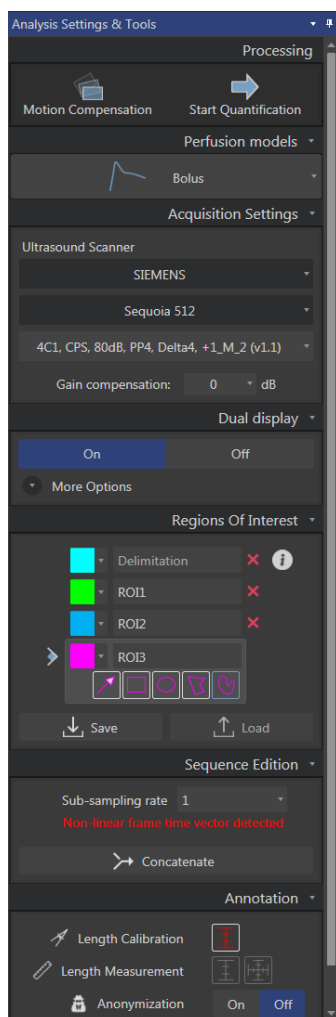 Analysis Settings & Tools
Processing
Motion Compensation
Start Quantification
Perfusion models
Bolus
Acquisition Settings
Ultrasound Scanner
SIEMENS
Sequoia 512
4C1, CPS, 80dB, PP4, Delta4, +1_M_2 (v1.1)
Gain compensation: 0 dB
Dual display
On Off
More Options
Regions Of Interest
Delimitation
ROI1
ROI2
ROI3
Save Load
Sequence Edition
Sub-sampling rate 1
Non-linear frame time vector detected
Concatenate
Annotation
Length Calibration
Length Measurement
Anonymization On Off